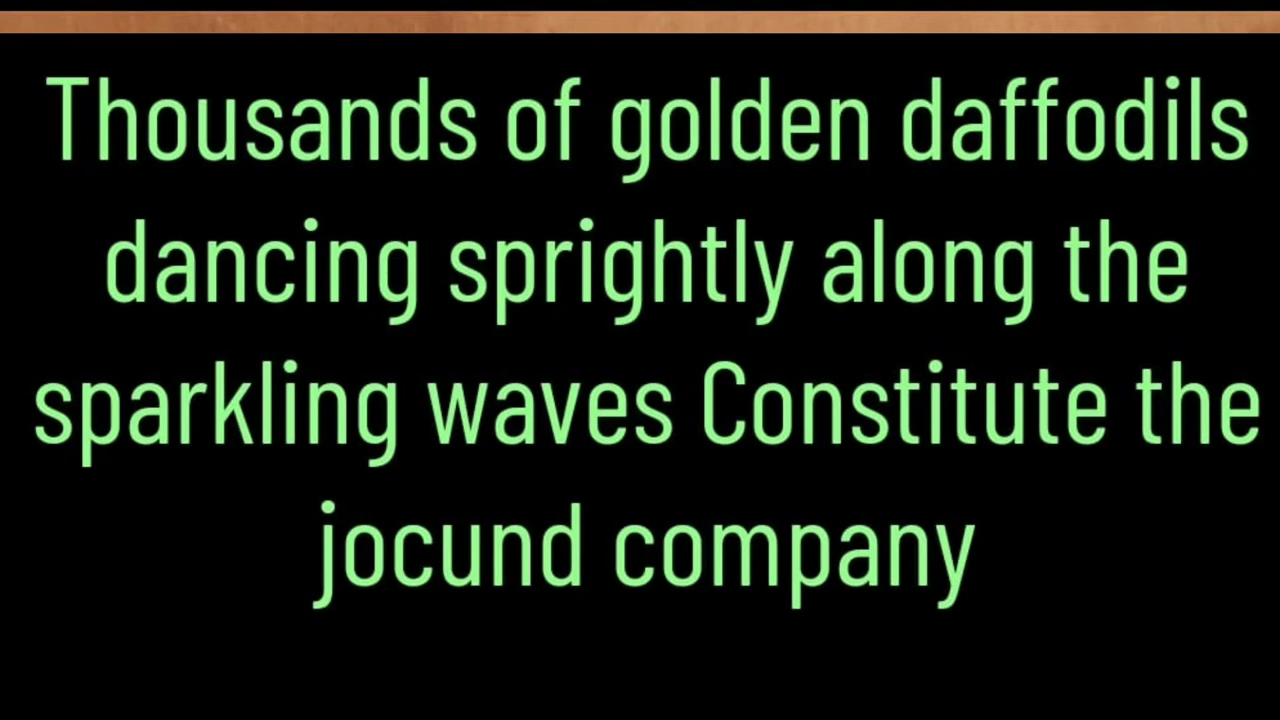 Thousands of golden daffodils
dancing sprightly along the
sparkling waves Constitute the
jocund company